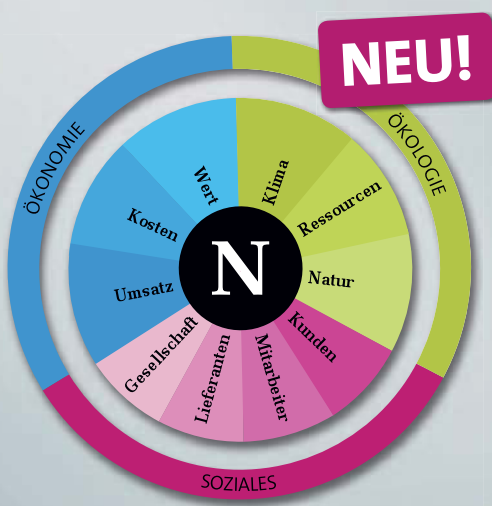 NEU!
ÖKONOMIE
ÖKOLOGIE
SOZIALES
Wert
Klima
Ressourcen
Natur
Kunden
Mitarbeiter
Lieferanten
Gesellschaft
Umsatz
Kosten
N